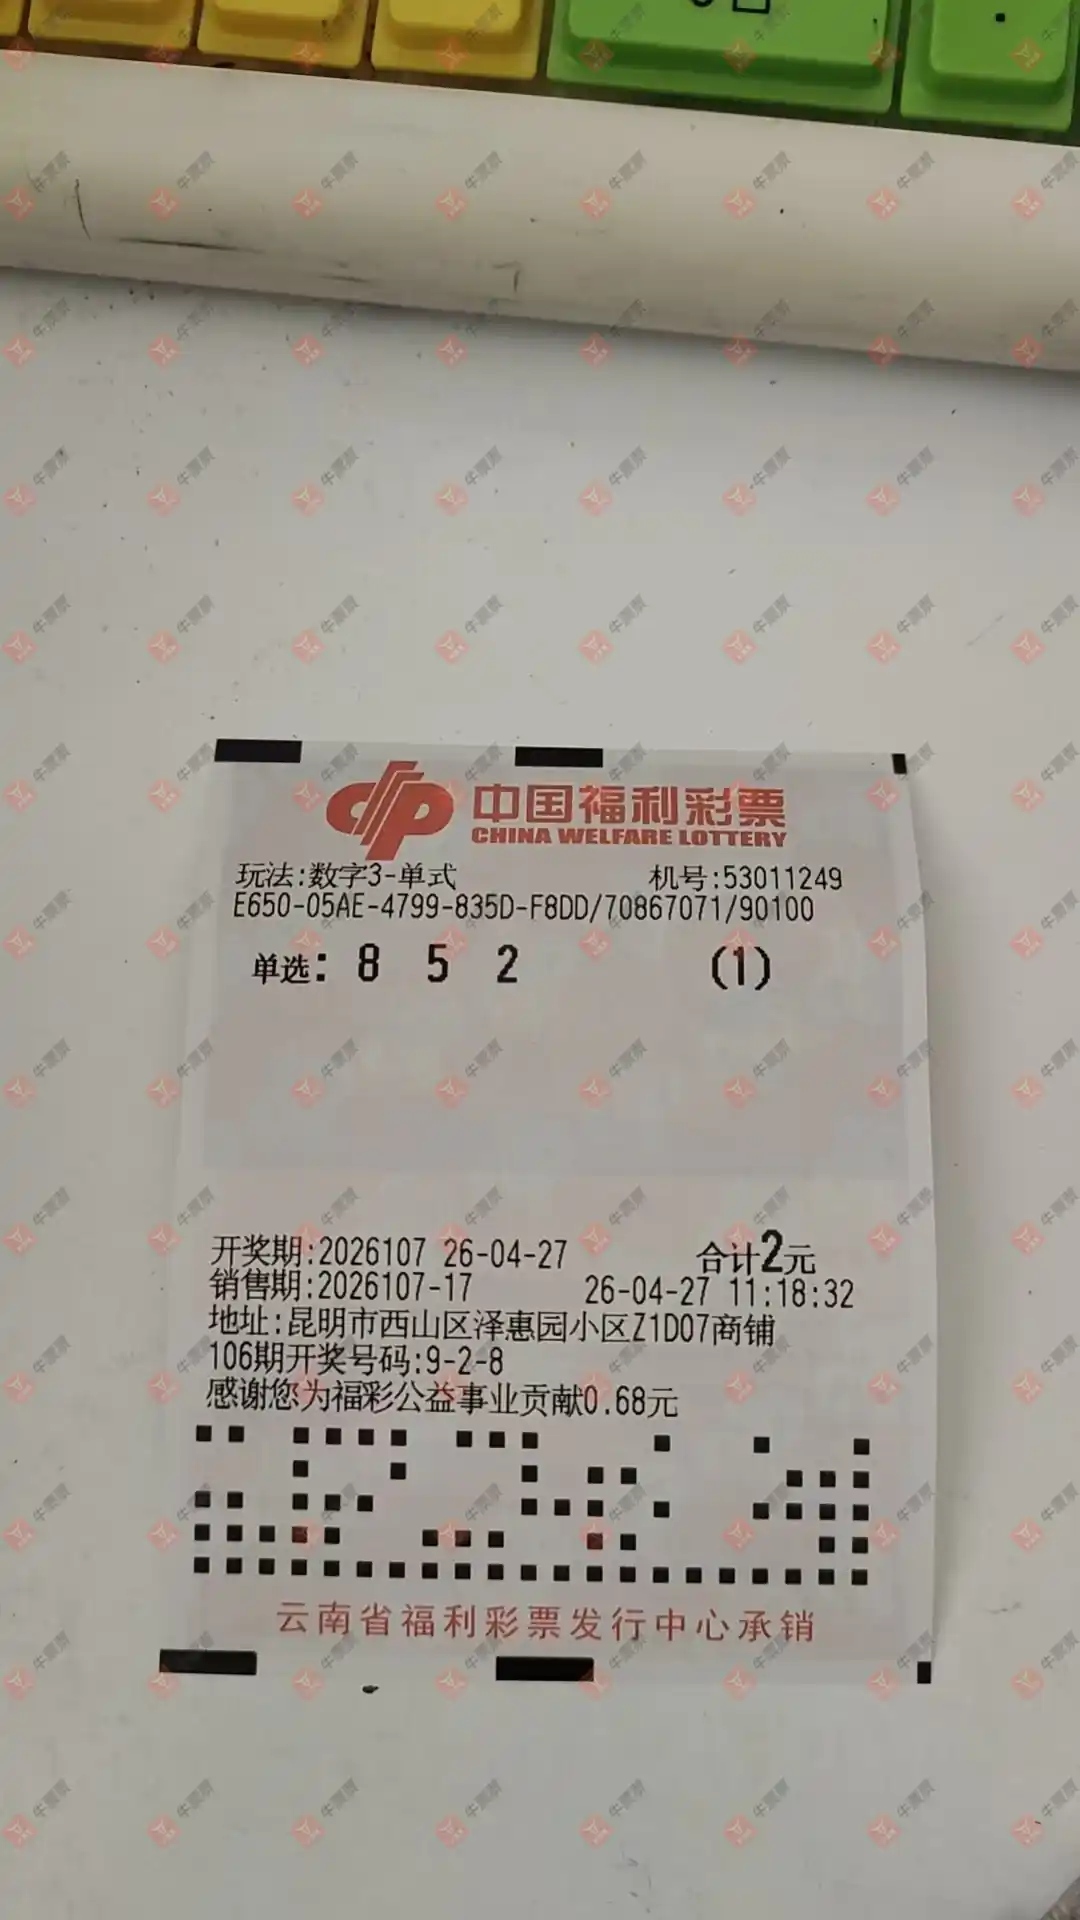 中国福利彩票
CHINA WELFARE LOTTERY
玩法:数字3-单式 机号:53011249
E650-05AE-4799-835D-F8DD/70867071/90100
单选: 8 5 2 (1)
开奖期:2026107 26-04-27 合计2元
销售期:2026107-17 26-04-27 11:18:32
地址:昆明市西山区泽惠园小区Z1D07商铺
106期开奖号码:9-2-8
感谢您为福彩公益事业贡献0.68元
云南省福利彩票发行中心承销
牛票票